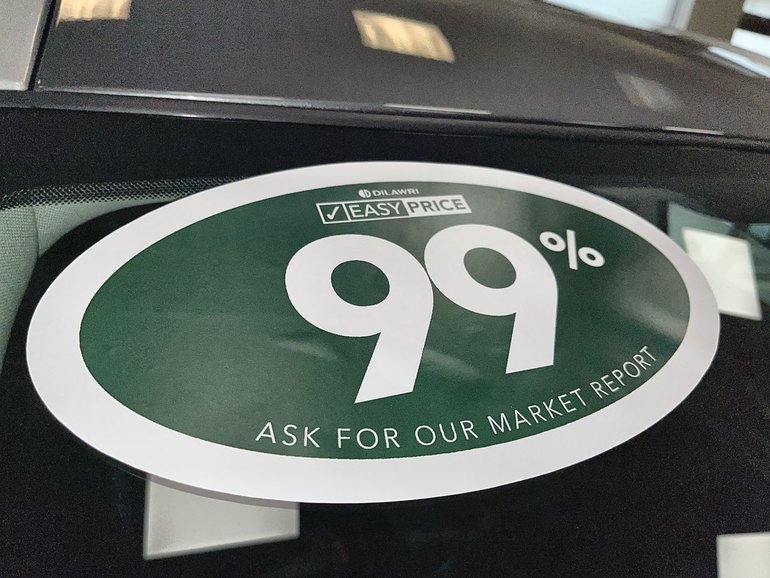 DILAWRI
EASY PRICE
99%
ASK FOR OUR MARKET REPORT